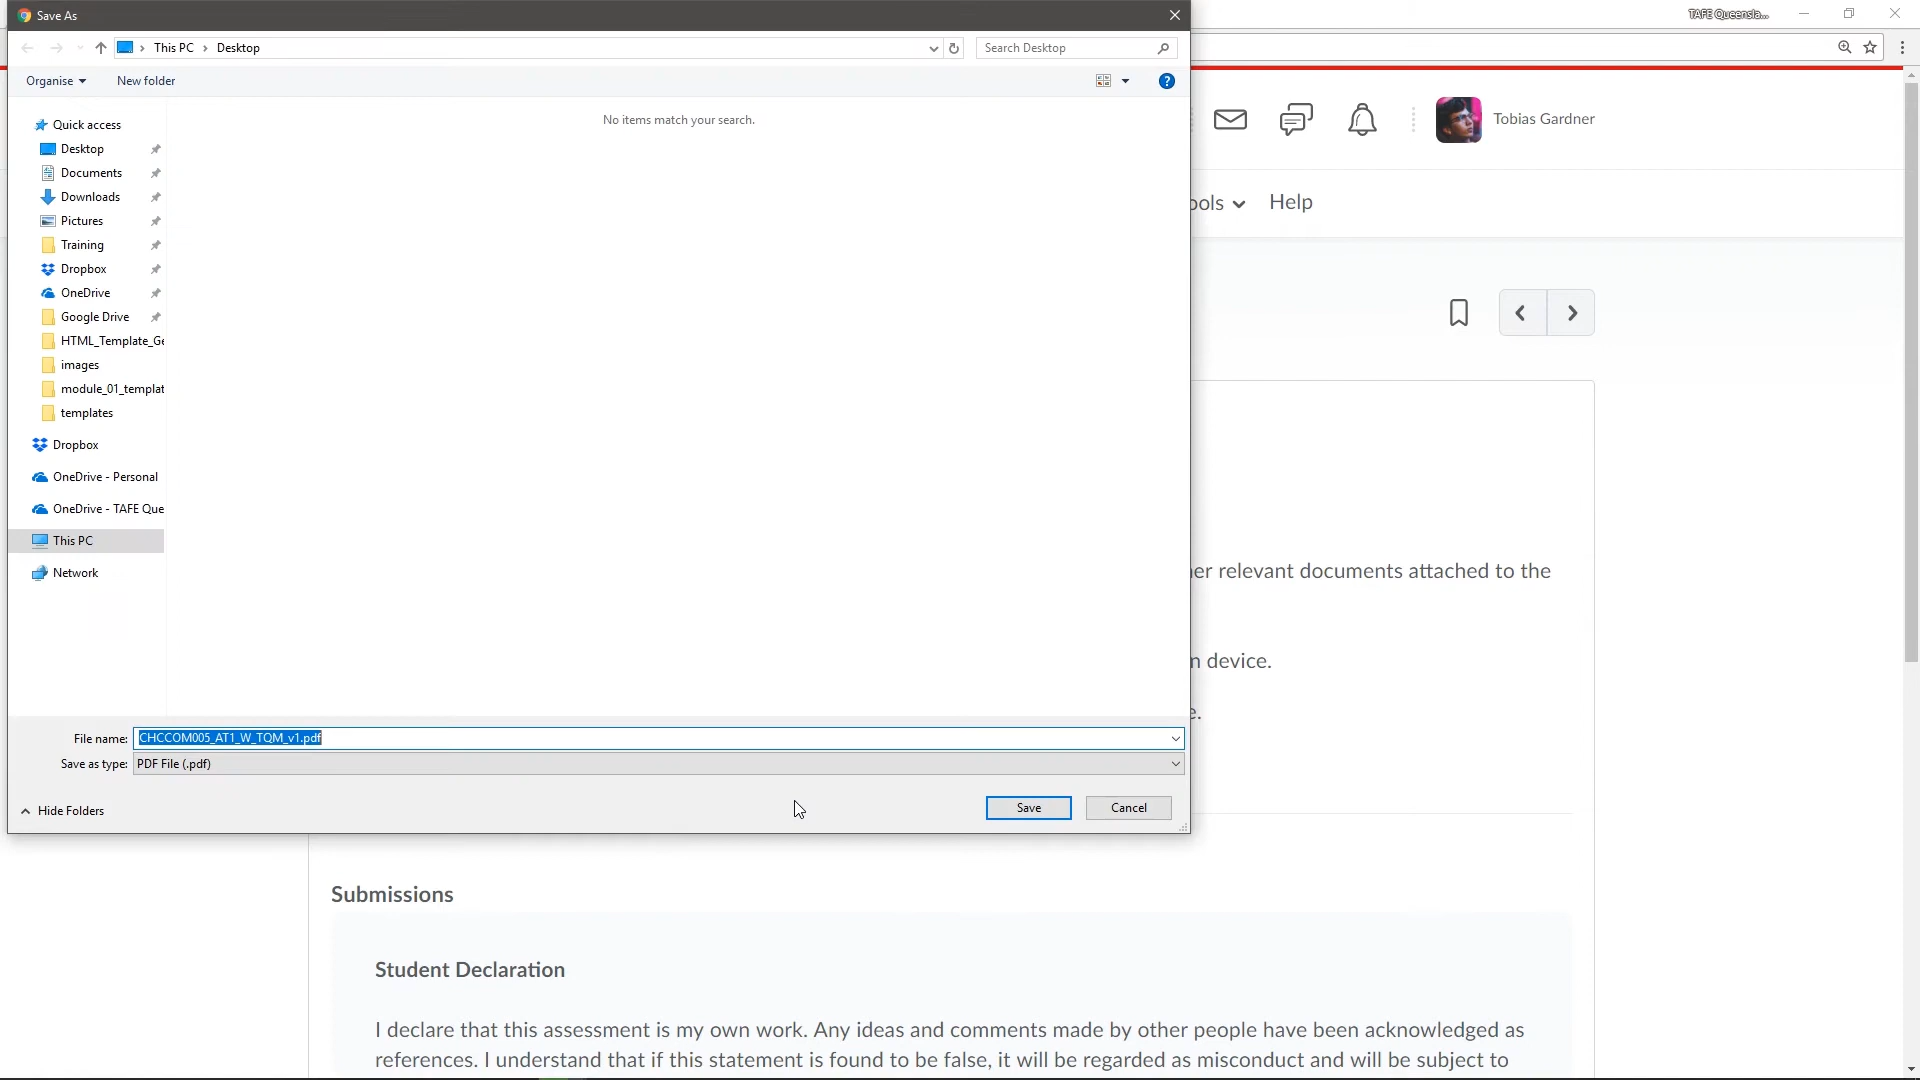 Save As
TAFE Queensla...
This PC
Desktop
Search Desktop
Organise
New folder
?
No items match your search.
Quick access
Desktop
Documents
Downloads
Pictures
Training
Dropbox
OneDrive
Google Drive
HTML_Template_Ge
images
module_01_templat
templates
Dropbox
OneDrive - Personal
OneDrive - TAFE Que
This PC
Network
File name: CHCCOM005_AT1_W_TQM_v1.pdf
Save as type: PDF File (.pdf)
Hide Folders
Save
Cancel
Tobias Gardner
ools
Help
her relevant documents attached to the
n device.
e.
Submissions
Student Declaration
I declare that this assessment is my own work. Any ideas and comments made by other people have been acknowledged as
references. I understand that if this statement is found to be false, it will be regarded as misconduct and will be subject to